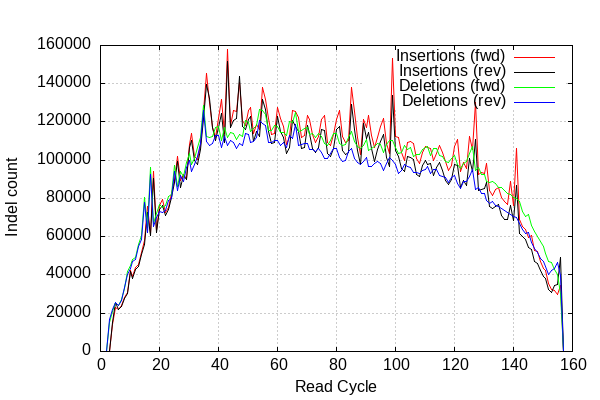 160000
140000
120000
100000
80000
60000
40000
20000
0
Indel count
Insertions (fwd)
Insertions (rev)
Deletions (fwd)
Deletions (rev)
0 20 40 60 80 100 120 140 160
Read Cycle